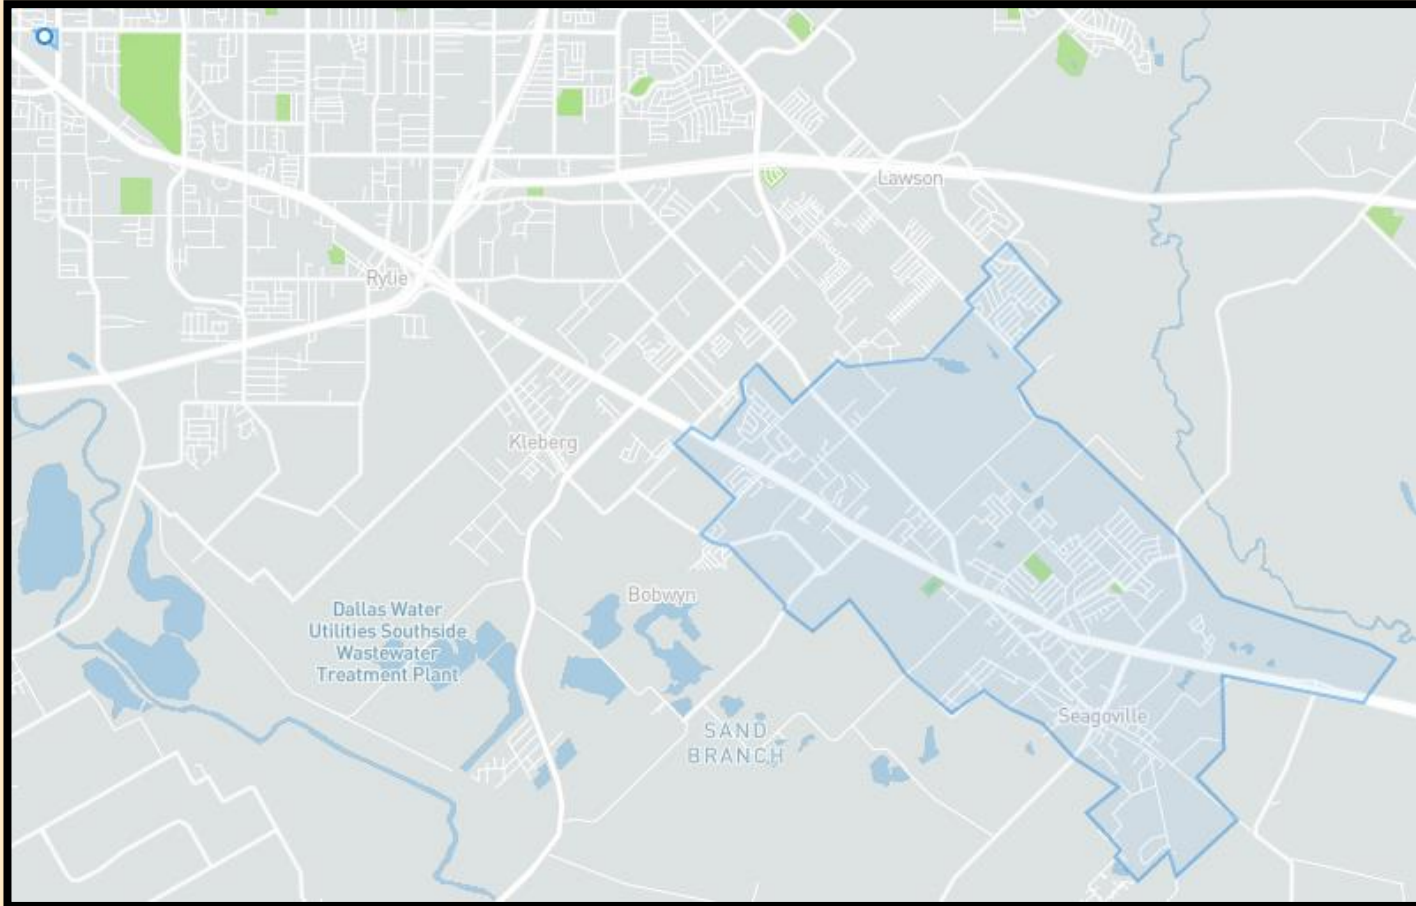 Lawson
Rylie
Kleberg
Bobwyn
Dallas Water
Utilities Southside
Wastewater
Treatment Plant
Seagoville
SAND
BRANCH